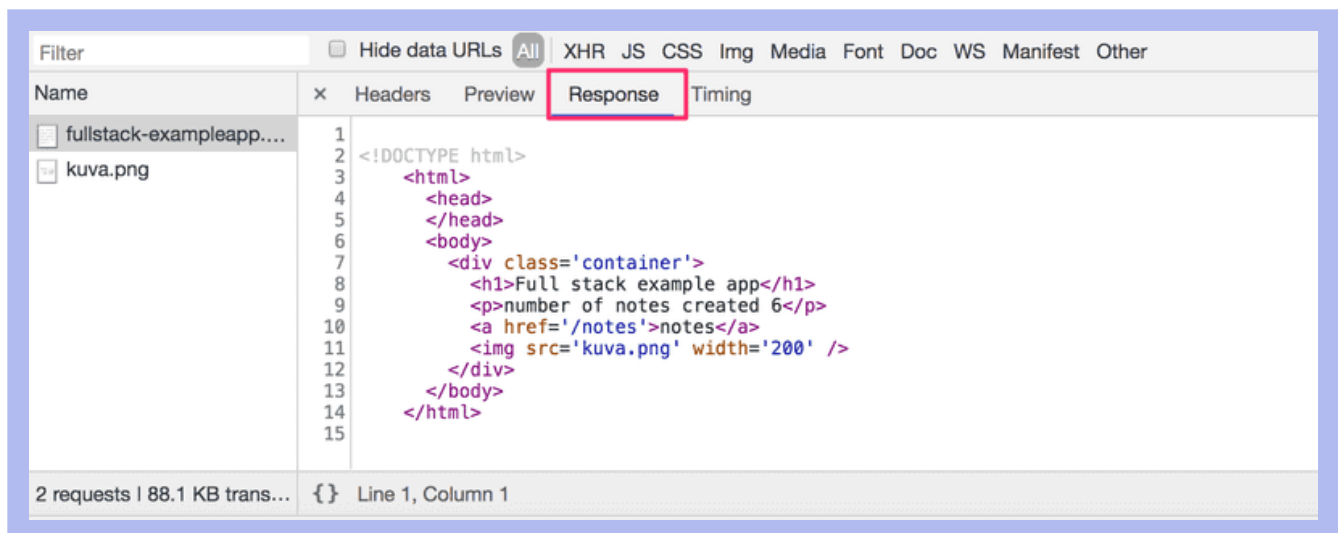 Filter Hide data URLs All XHR JS CSS Img Media Font Doc WS Manifest Other
Name × Headers Preview Response Timing
fullstack-exampleapp....
kuva.png
1
2 <!DOCTYPE html>
3 <html>
4 <head>
5 </head>
6 <body>
7 <div class='container'>
8 <h1>Full stack example app</h1>
9 <p>number of notes created 6</p>
10 <a href='/notes'>notes</a>
11 <img src='kuva.png' width='200' />
12 </div>
13 </body>
14 </html>
15
2 requests | 88.1 KB trans... {} Line 1, Column 1